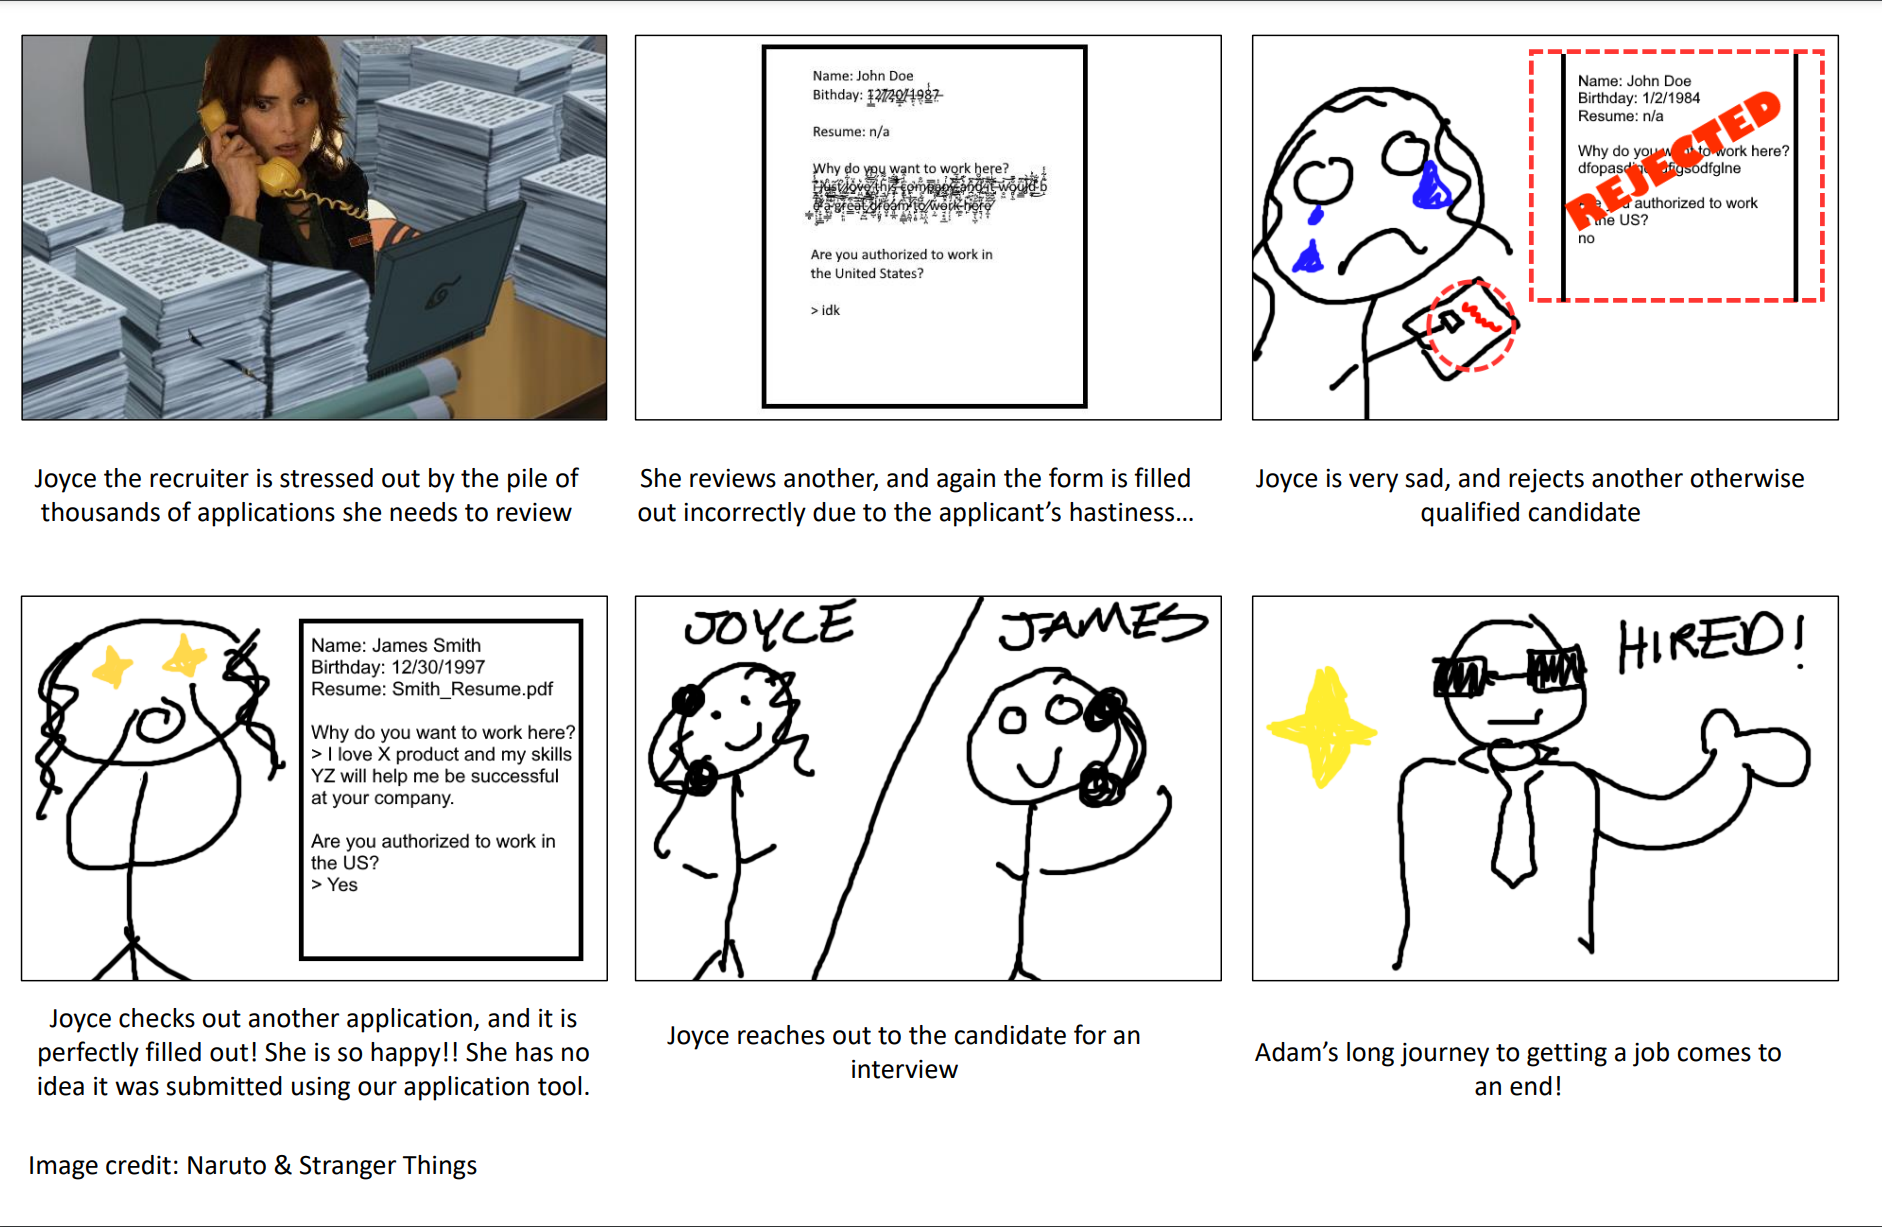 Name: John Doe
Bithday: 12/20/1987
Resume: n/a
Why do you want to work here?
I just love this company and it would b
e a great dream to work here
Are you authorized to work in
the United States?
> idk
Name: John Doe
Birthday: 1/2/1984
Resume: n/a
Why do you want to work here?
authorized to work
in the US?
no
REJECTED
Joyce the recruiter is stressed out by the pile of
thousands of applications she needs to review
She reviews another, and again the form is filled
out incorrectly due to the applicant’s hastiness…
Joyce is very sad, and rejects another otherwise
qualified candidate
Name: James Smith
Birthday: 12/30/1997
Resume: Smith_Resume.pdf
Why do you want to work here?
> I love X product and my skills
YZ will help me be successful
at your company.
Are you authorized to work in
the US?
> Yes
JOYCE
JAMES
HIRED!
Joyce checks out another application, and it is
perfectly filled out! She is so happy!! She has no
idea it was submitted using our application tool.
Joyce reaches out to the candidate for an
interview
Adam’s long journey to getting a job comes to
an end!
Image credit: Naruto & Stranger Things